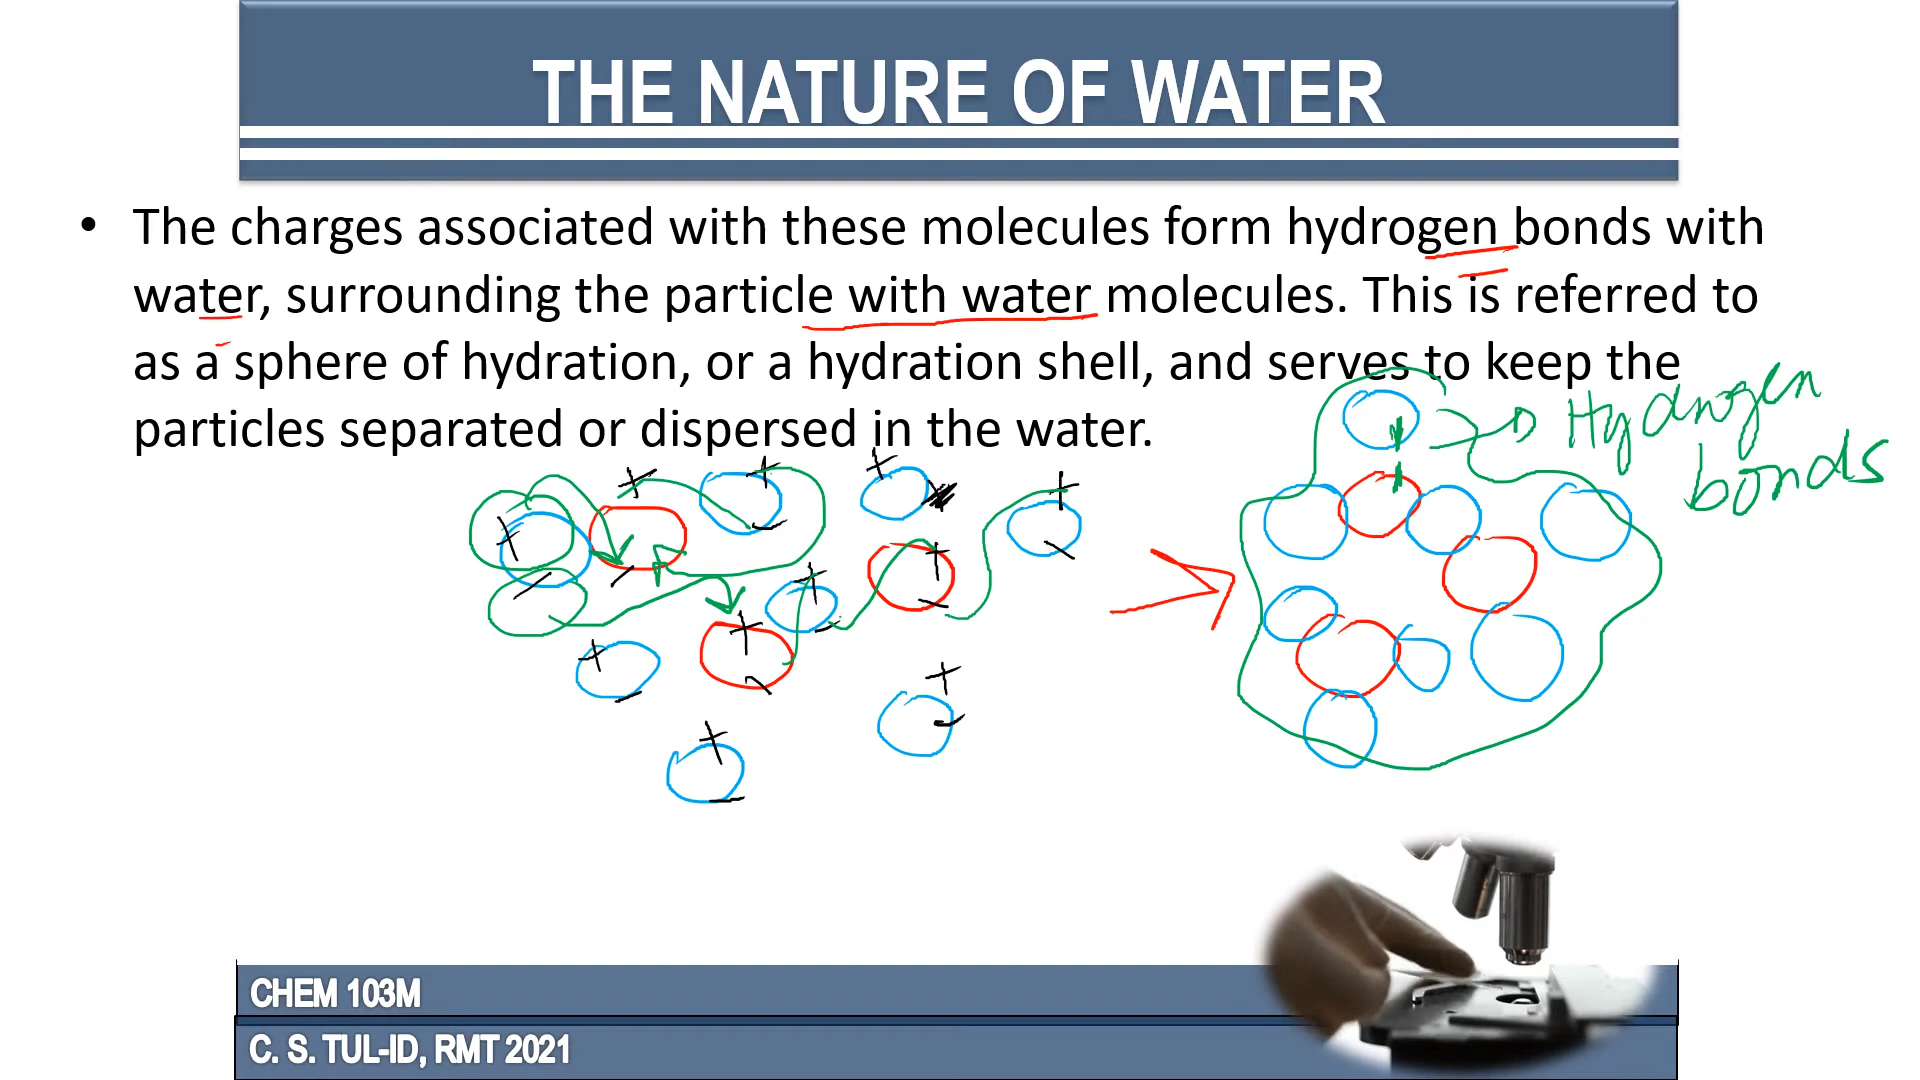 THE NATURE OF WATER
• The charges associated with these molecules form hydrogen bonds with
water, surrounding the particle with water molecules. This is referred to
as a sphere of hydration, or a hydration shell, and serves to keep the
particles separated or dispersed in the water.
Hydrogen
bonds
+ + + +
+ + +
+ +
+
+
CHEM 103M
C. S. TUL-ID, RMT 2021